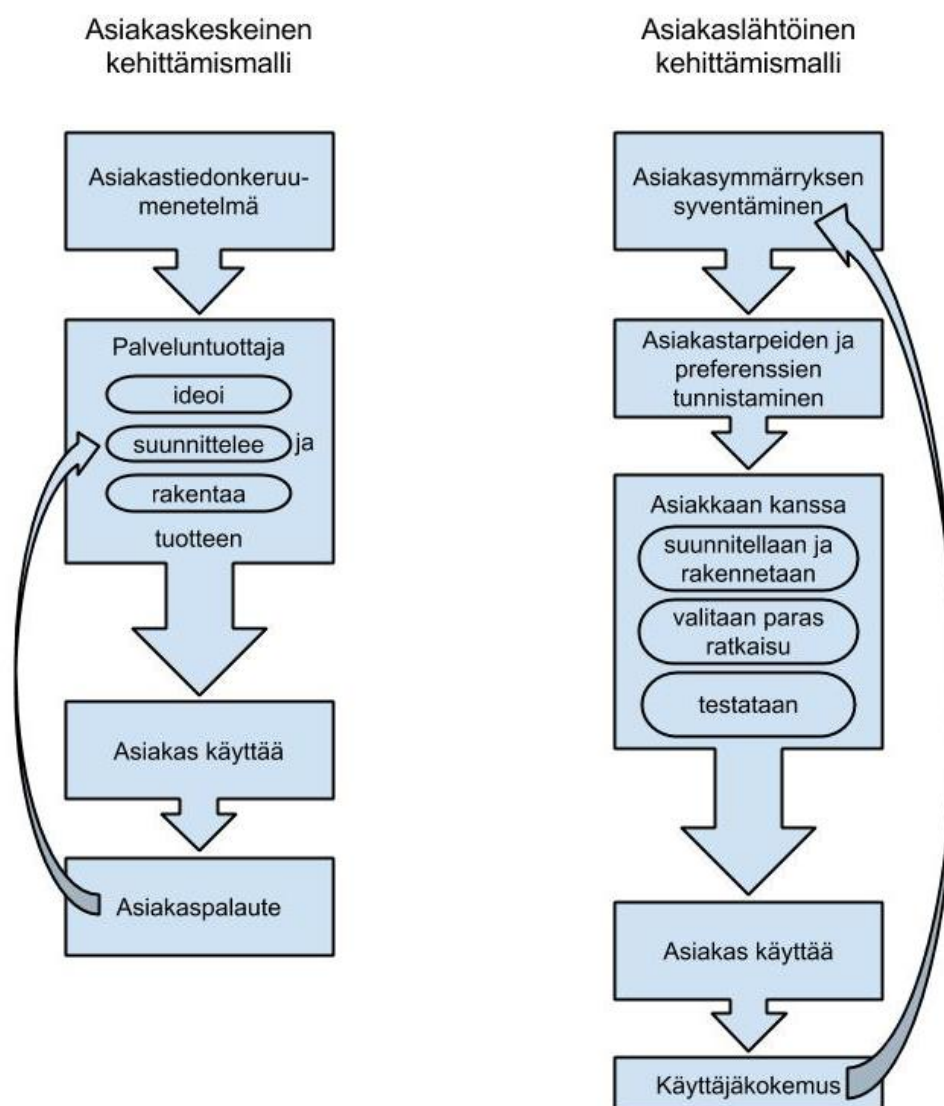 Asiakaskeskeinen
kehittämismalli
Asiakastiedonkeruu-
menetelmä
Palveluntuottaja
ideoi
suunnittelee ja
rakentaa
tuotteen
Asiakas käyttää
Asiakaspalaute
Asiakaslähtöinen
kehittämismalli
Asiakasymmärryksen
syventäminen
Asiakastarpeiden ja
preferenssien
tunnistaminen
Asiakkaan kanssa
suunnitellaan ja
rakennetaan
valitaan paras
ratkaisu
testataan
Asiakas käyttää
Käyttäjäkokemus